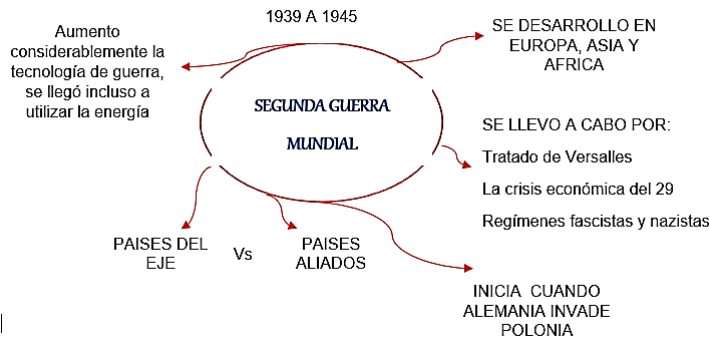 1939 A 1945
Aumento
considerablemente la
tecnología de guerra,
se llegó incluso a
utilizar la energía
SE DESARROLLO EN
EUROPA, ASIA Y
AFRICA
SEGUNDA GUERRA
MUNDIAL
SE LLEVO A CABO POR:
Tratado de Versalles
La crisis económica del 29
Regímenes fascistas y nazistas
PAISES DEL
EJE
Vs
PAISES
ALIADOS
INICIA CUANDO
ALEMANIA INVADE
POLONIA